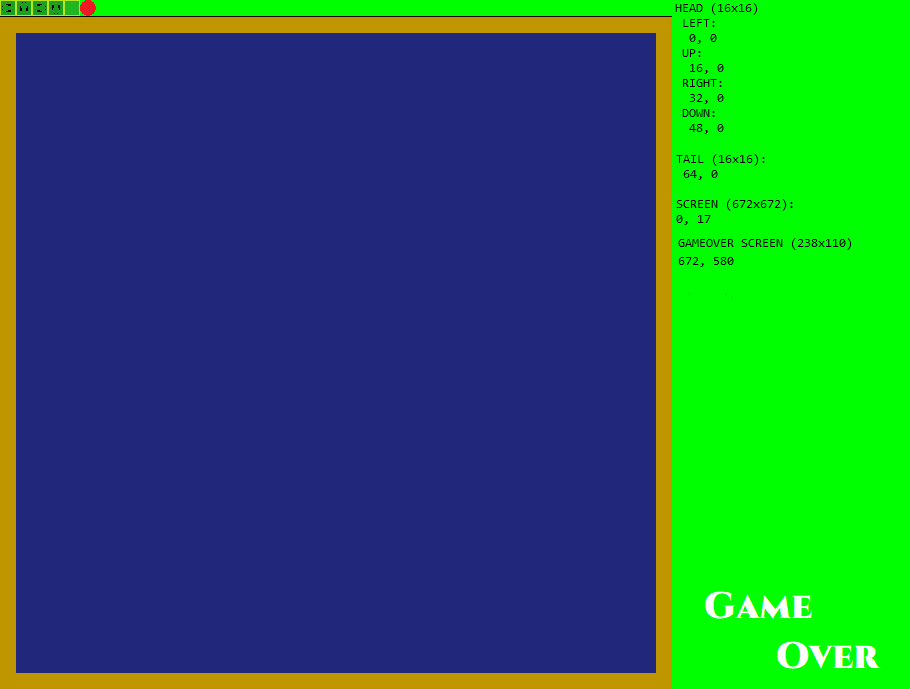 HEAD (16x16)
LEFT:
0, 0
UP:
16, 0
RIGHT:
32, 0
DOWN:
48, 0
TAIL (16x16):
64, 0
SCREEN (672x672):
0, 17
GAMEOVER SCREEN (238x110)
672, 580
GAME
OVER